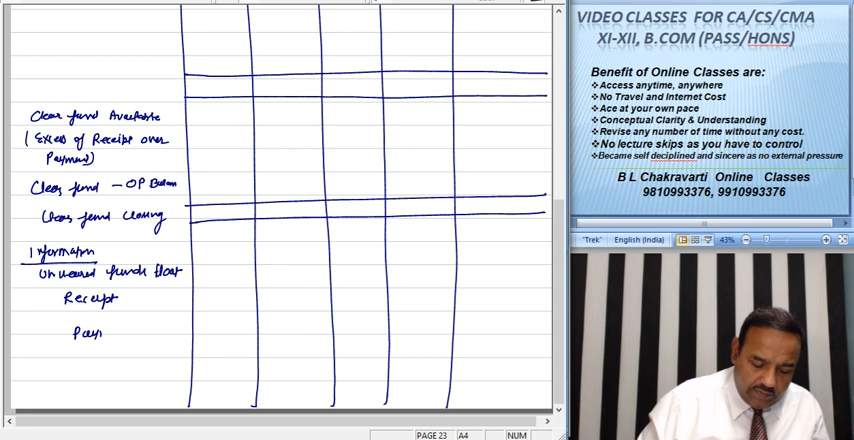 Clear fund Available
( Excess of Receipts over
Payment)
Clear fund - OP Balan
Clear fund Closing
Information
Uncleared funds float
Receipt
Paym
PAGE 23 A4 NUM
VIDEO CLASSES FOR CA/CS/CMA
XI-XII, B.COM (PASS/HONS)
Benefit of Online Classes are:
❖Access anytime, anywhere
❖No Travel and Internet Cost
❖Ace at your own pace
❖Conceptual Clarity & Understanding
❖Revise any number of time without any cost.
❖No lecture skips as you have to control
❖Became self deciplined and sincere as no external pressure
B L Chakravarti Online Classes
9810993376, 9910993376
"Trek" English (India) 43%